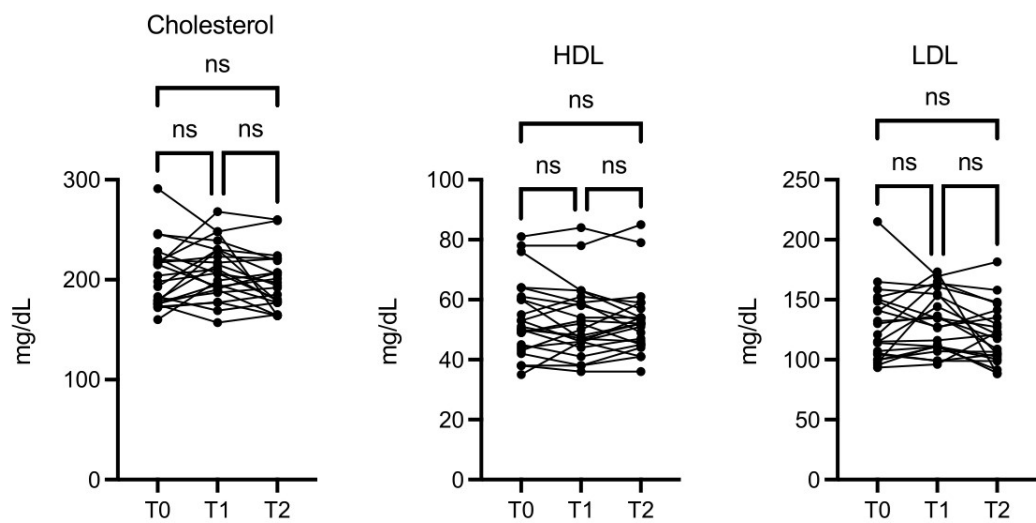 Cholesterol
ns
ns ns
300
200
100
0
mg/dL
T0 T1 T2
HDL
ns
ns ns
100
80
60
40
20
0
mg/dL
T0 T1 T2
LDL
ns
ns ns
250
200
150
100
50
0
mg/dL
T0 T1 T2